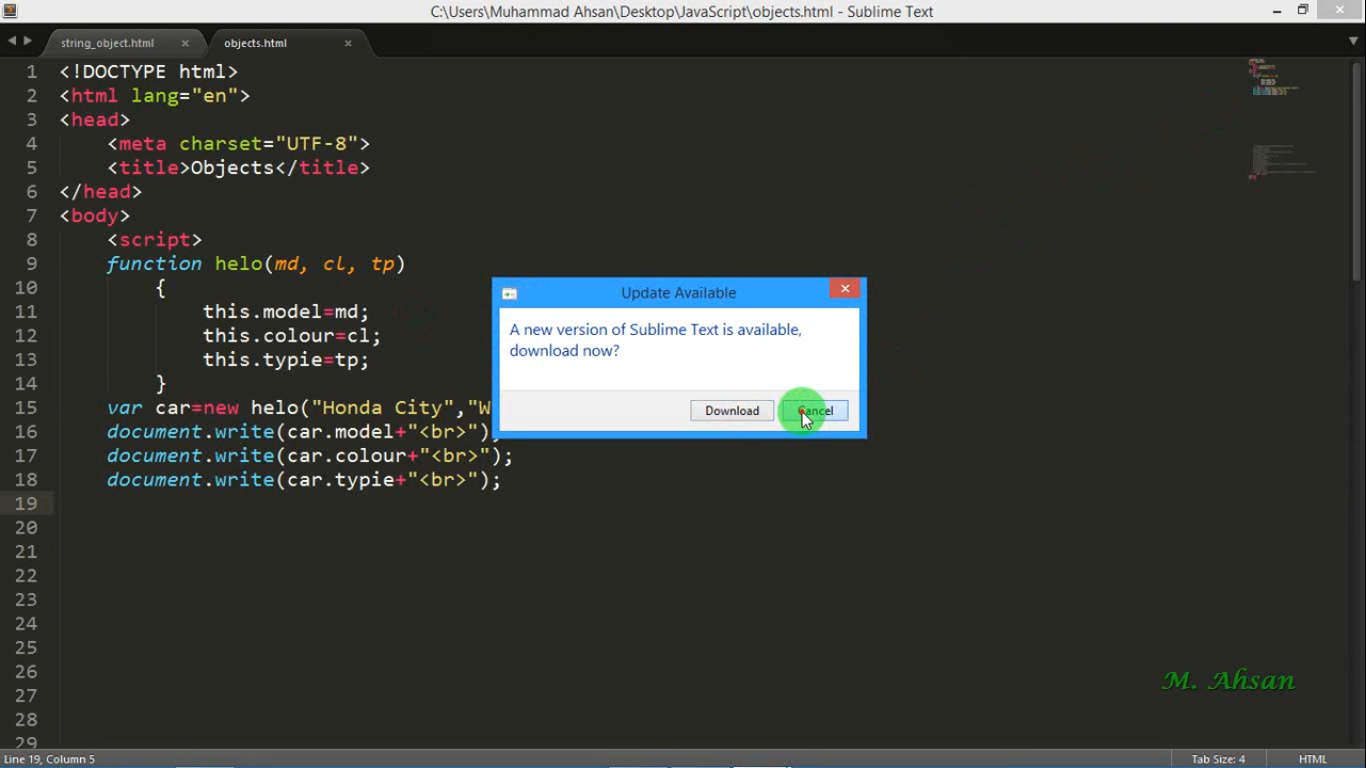 C:\Users\Muhammad Ahsan\Desktop\JavaScript\objects.html - Sublime Text
string_object.html
objects.html
1 <!DOCTYPE html>
2 <html lang="en">
3 <head>
4 <meta charset="UTF-8">
5 <title>Objects</title>
6 </head>
7 <body>
8 <script>
9 function helo(md, cl, tp)
10 {
11 this.model=md;
12 this.colour=cl;
13 this.typie=tp;
14 }
15 var car=new helo("Honda City","W
16 document.write(car.model+"<br>");
17 document.write(car.colour+"<br>");
18 document.write(car.typie+"<br>");
19
20
21
22
23
24
25
26
27
28
29
Update Available
A new version of Sublime Text is available,
download now?
Download Cancel
M. Ahsan
Line 19, Column 5
Tab Size: 4
HTML